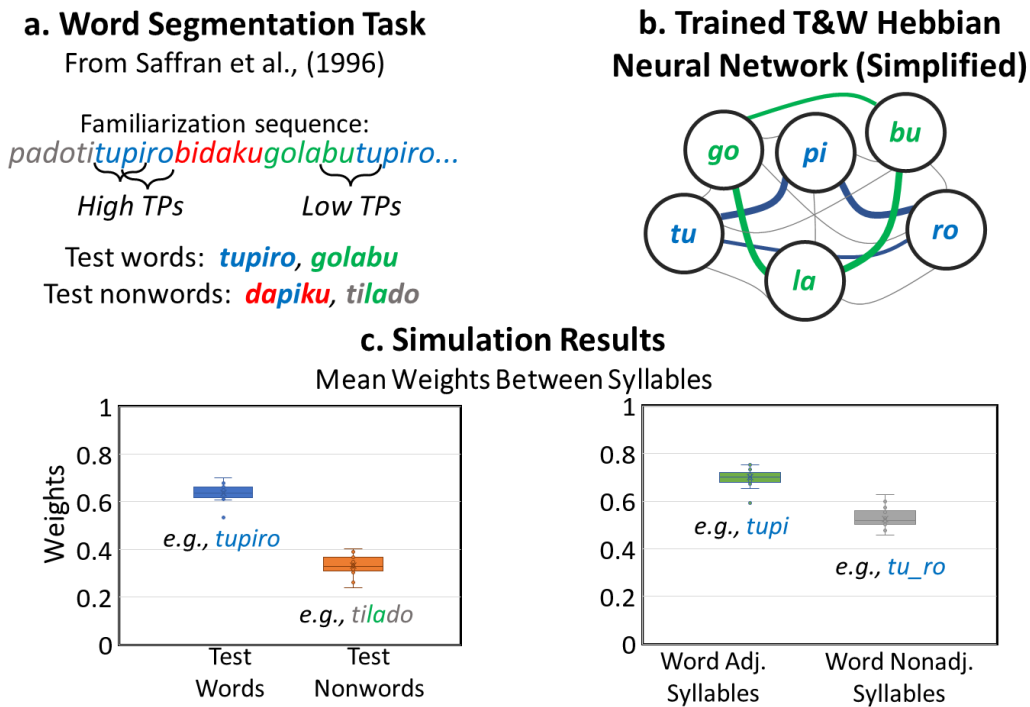 a. Word Segmentation Task
From Saffran et al., (1996)
Familiarization sequence:
padotitupirobidakugolabutupiro...
High TPs
Low TPs
Test words: tupiro, golabu
Test nonwords: dapiku, tilado
b. Trained T&W Hebbian
Neural Network (Simplified)
go
pi
bu
tu
ro
la
c. Simulation Results
Mean Weights Between Syllables
Weights
1
0.8
0.6
0.4
0.2
0
e.g., tupiro
e.g., tilado
Test
Words
Test
Nonwords
1
0.8
0.6
0.4
0.2
0
e.g., tupi
e.g., tu_ro
Word Adj.
Syllables
Word Nonadj.
Syllables